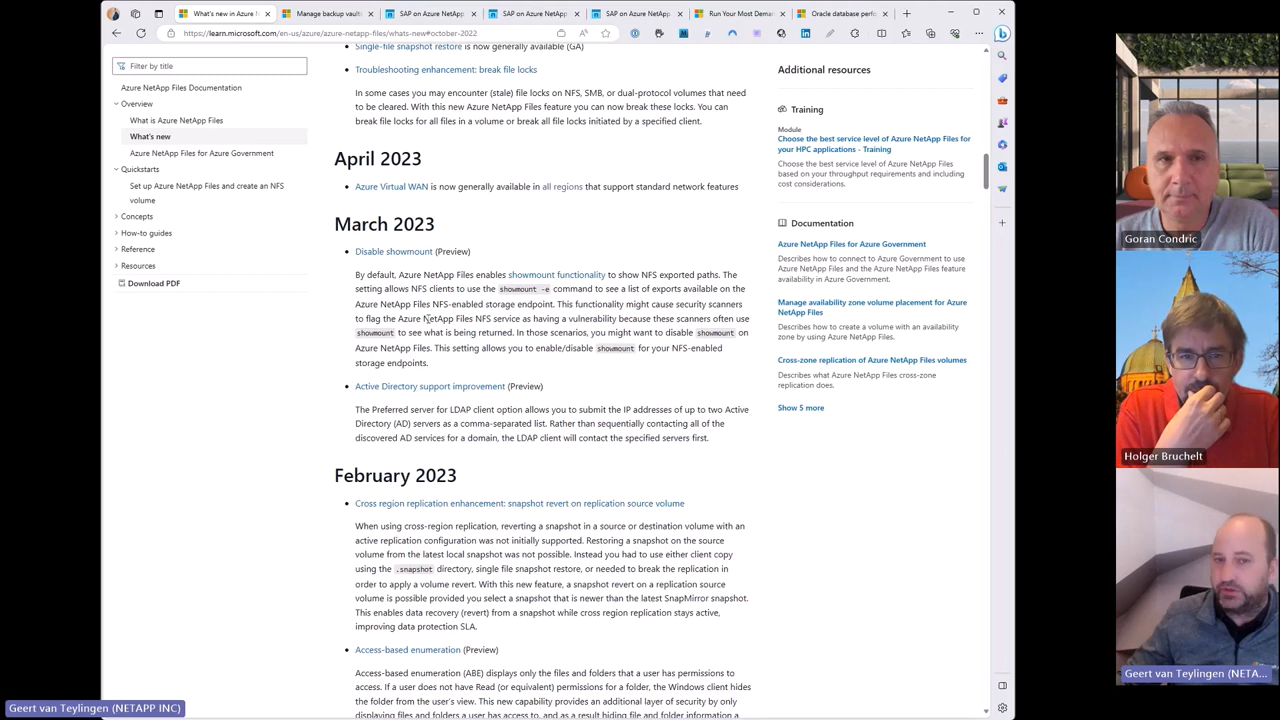 What's new in Azure N
Manage backup vault
SAP on Azure NetApp
SAP on Azure NetApp
SAP on Azure NetApp
Run Your Most Dema
Oracle database perfo
https://learn.microsoft.com/en-us/azure/azure-netapp-files/whats-new#october-2022
Filter by title
Azure NetApp Files Documentation
Overview
What is Azure NetApp Files
What's new
Azure NetApp Files for Azure Government
Quickstarts
Set up Azure NetApp Files and create an NFS
volume
Concepts
How-to guides
Reference
Resources
Download PDF
Single-file snapshot restore is now generally available (GA)
Troubleshooting enhancement: break file locks
In some cases you may encounter (stale) file locks on NFS, SMB, or dual-protocol volumes that need
to be cleared. With this new Azure NetApp Files feature you can now break these locks. You can
break file locks for all files in a volume or break all file locks initiated by a specified client.
April 2023
Azure Virtual WAN is now generally available in all regions that support standard network features
March 2023
Disable showmount (Preview)
By default, Azure NetApp Files enables showmount functionality to show NFS exported paths. The
setting allows NFS clients to use the showmount -e command to see a list of exports available on the
Azure NetApp Files NFS-enabled storage endpoint. This functionality might cause security scanners
to flag the Azure NetApp Files NFS service as having a vulnerability because these scanners often use
showmount to see what is being returned. In those scenarios, you might want to disable showmount on
Azure NetApp Files. This setting allows you to enable/disable showmount for your NFS-enabled
storage endpoints.
Active Directory support improvement (Preview)
The Preferred server for LDAP client option allows you to submit the IP addresses of up to two Active
Directory (AD) servers as a comma-separated list. Rather than sequentially contacting all of the
discovered AD services for a domain, the LDAP client will contact the specified servers first.
February 2023
Cross region replication enhancement: snapshot revert on replication source volume
When using cross-region replication, reverting a snapshot in a source or destination volume with an
active replication configuration was not initially supported. Restoring a snapshot on the source
volume from the latest local snapshot was not possible. Instead you had to use either client copy
using the .snapshot directory, single file snapshot restore, or needed to break the replication in
order to apply a volume revert. With this new feature, a snapshot revert on a replication source
volume is possible provided you select a snapshot that is newer than the latest SnapMirror snapshot.
This enables data recovery (revert) from a snapshot while cross region replication stays active,
improving data protection SLA.
Access-based enumeration (Preview)
Access-based enumeration (ABE) displays only the files and folders that a user has permissions to
access. If a user does not have Read (or equivalent) permissions for a folder, the Windows client hides
the folder from the user's view. This new capability provides an additional layer of security by only
displaying files and folders a user has access to, and as a result hiding file and folder information a
Additional resources
Training
Module
Choose the best service level of Azure NetApp Files for
your HPC applications - Training
Choose the best service level of Azure NetApp Files
based on your throughput requirements and including
cost considerations.
Documentation
Azure NetApp Files for Azure Government
Describes how to connect to Azure Government to use
Azure NetApp Files and the Azure NetApp Files feature
availability in Azure Government.
Manage availability zone volume placement for Azure
NetApp Files
Describes how to create a volume with an availability
zone by using Azure NetApp Files.
Cross-zone replication of Azure NetApp Files volumes
Describes what Azure NetApp Files cross-zone
replication does.
Show 5 more
Goran Condric
Holger Bruchelt
Geert van Teylingen (NETA...
Geert van Teylingen (NETAPP INC)